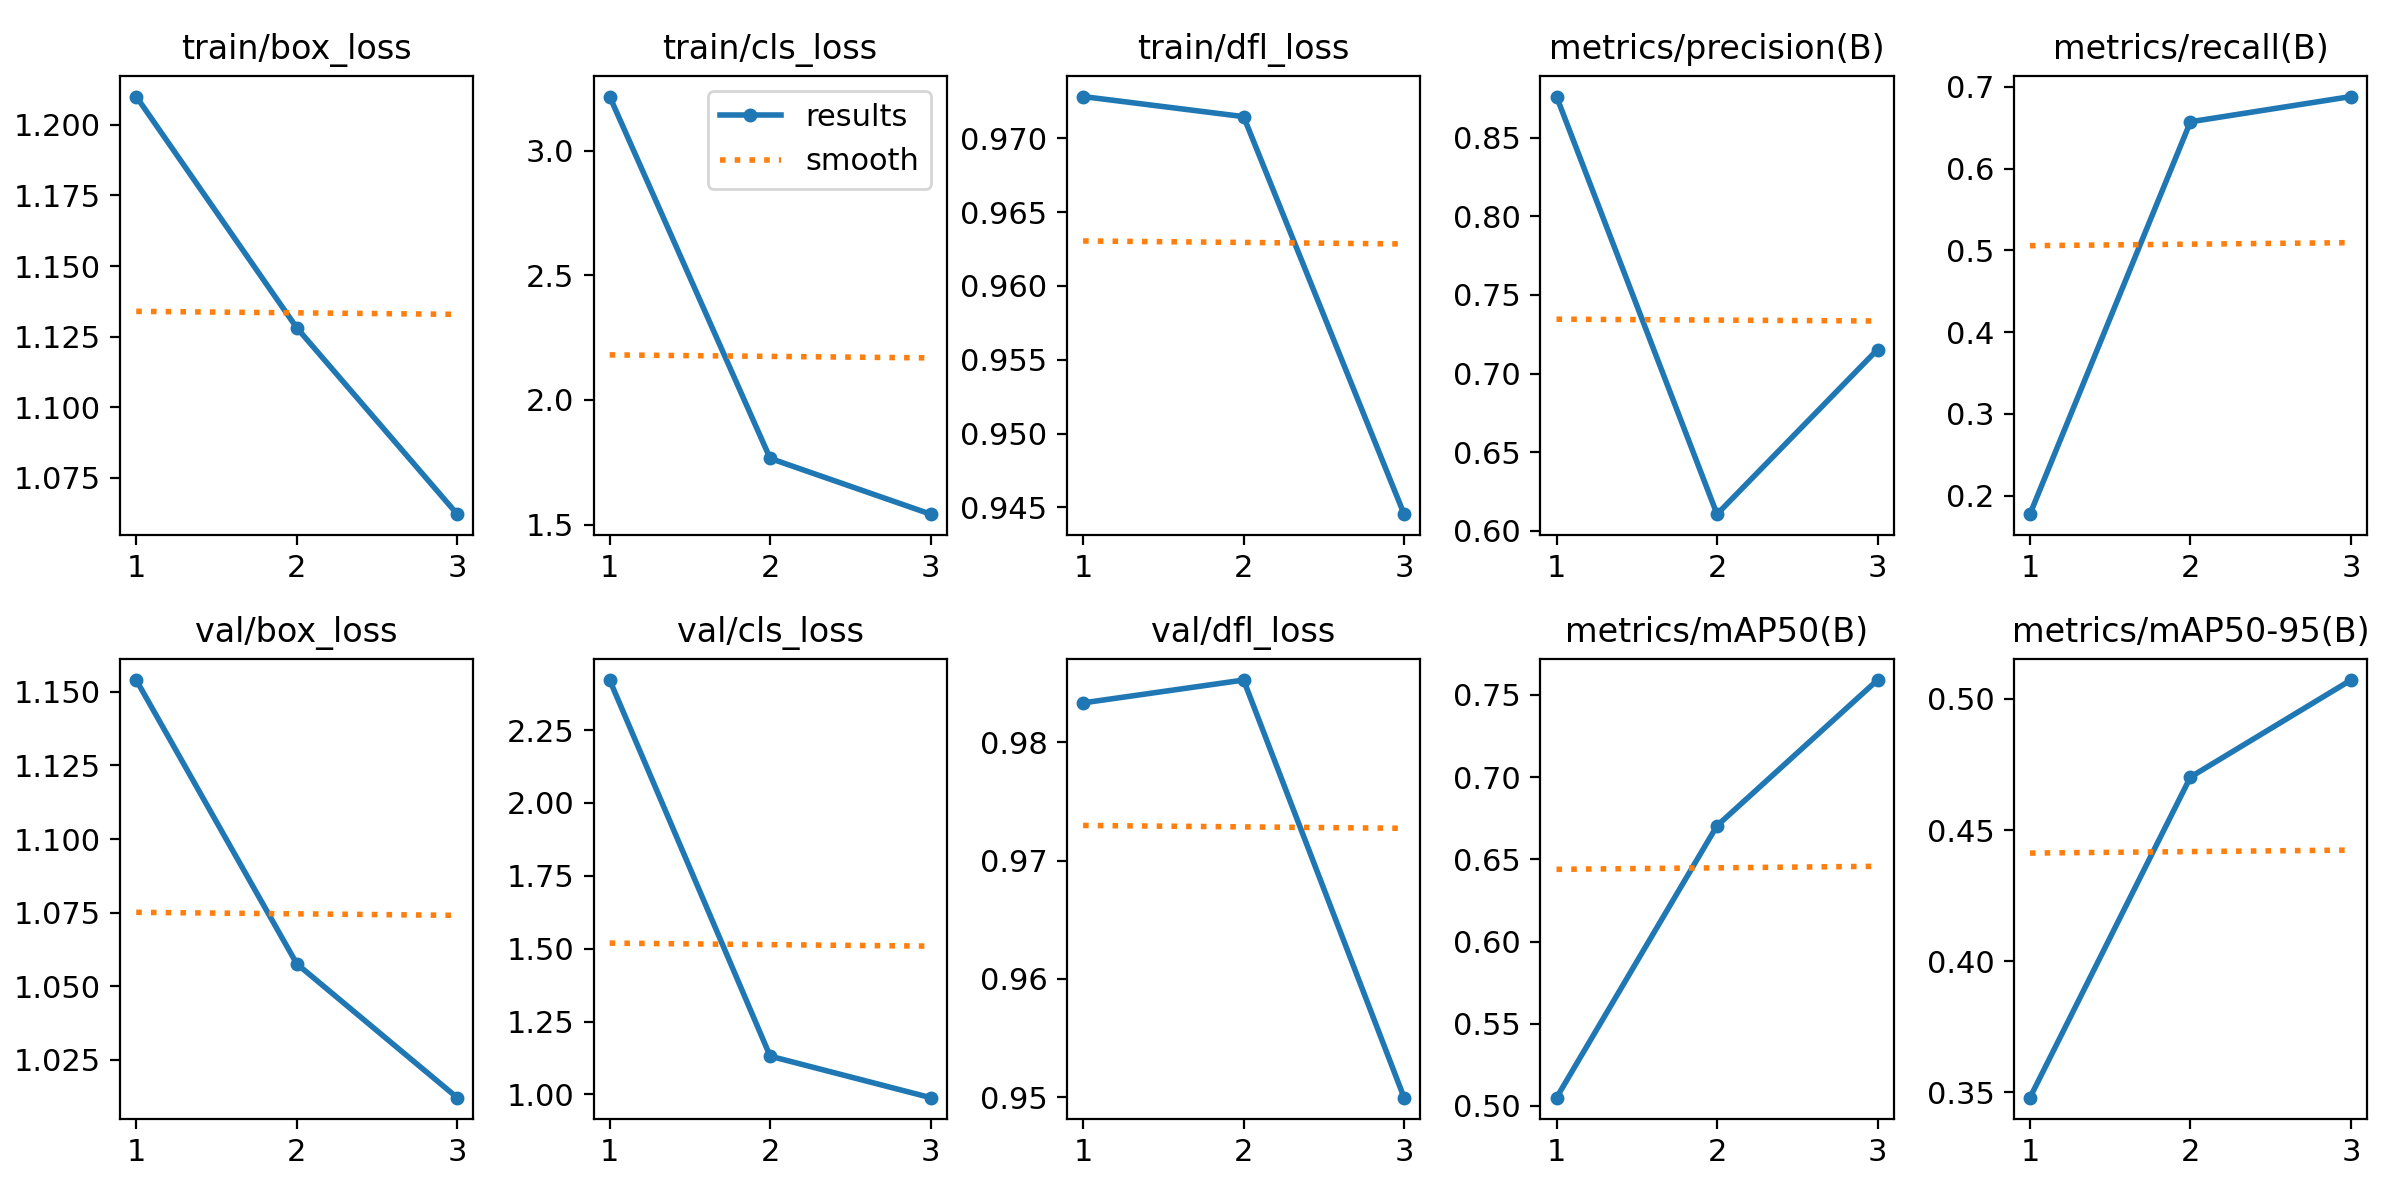 train/box_loss
1.200
1.175
1.150
1.125
1.100
1.075
1 2 3
train/cls_loss
results
smooth
3.0
2.5
2.0
1.5
1 2 3
train/dfl_loss
0.970
0.965
0.960
0.955
0.950
0.945
1 2 3
metrics/precision(B)
0.85
0.80
0.75
0.70
0.65
0.60
1 2 3
metrics/recall(B)
0.7
0.6
0.5
0.4
0.3
0.2
1 2 3
val/box_loss
1.150
1.125
1.100
1.075
1.050
1.025
1 2 3
val/cls_loss
2.25
2.00
1.75
1.50
1.25
1.00
1 2 3
val/dfl_loss
0.98
0.97
0.96
0.95
1 2 3
metrics/mAP50(B)
0.75
0.70
0.65
0.60
0.55
0.50
1 2 3
metrics/mAP50-95(B)
0.50
0.45
0.40
0.35
1 2 3